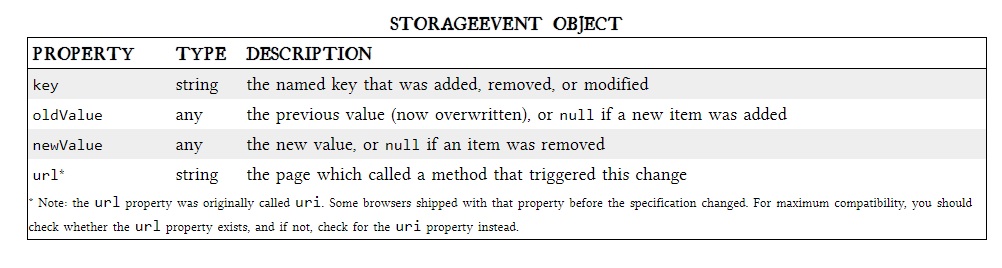 STORAGEEVENT OBJECT
PROPERTY TYPE DESCRIPTION
key string the named key that was added, removed, or modified
oldValue any the previous value (now overwritten), or null if a new item was added
newValue any the new value, or null if an item was removed
url* string the page which called a method that triggered this change
* Note: the url property was originally called uri. Some browsers shipped with that property before the specification changed. For maximum compatibility, you should
check whether the url property exists, and if not, check for the uri property instead.